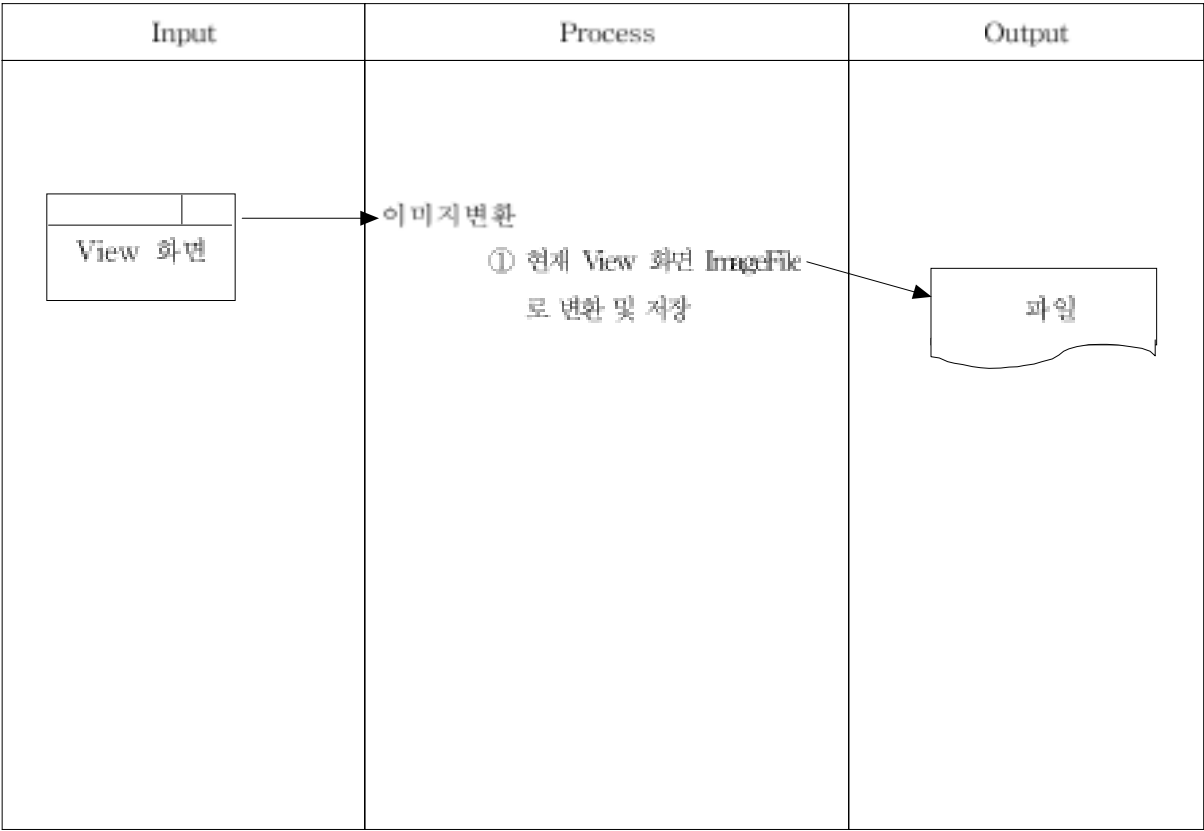 Input
Process
Output
View 화면
이미지변환
① 현재 View 화면 ImageFile
로 변환 및 저장
파일